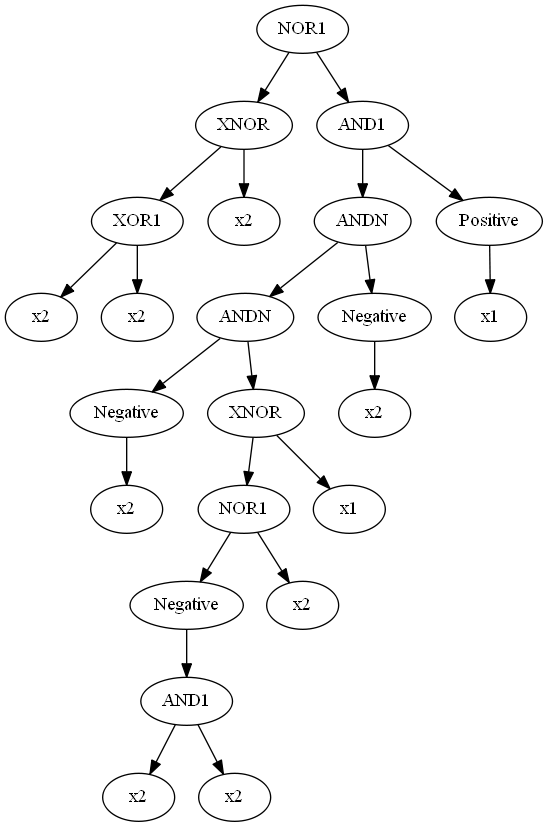 NOR1
XNOR AND1
XOR1 x2 ANDN Positive
x2 x2 ANDN Negative x1
Negative XNOR x2
x2 NOR1 x1
Negative x2
AND1
x2 x2